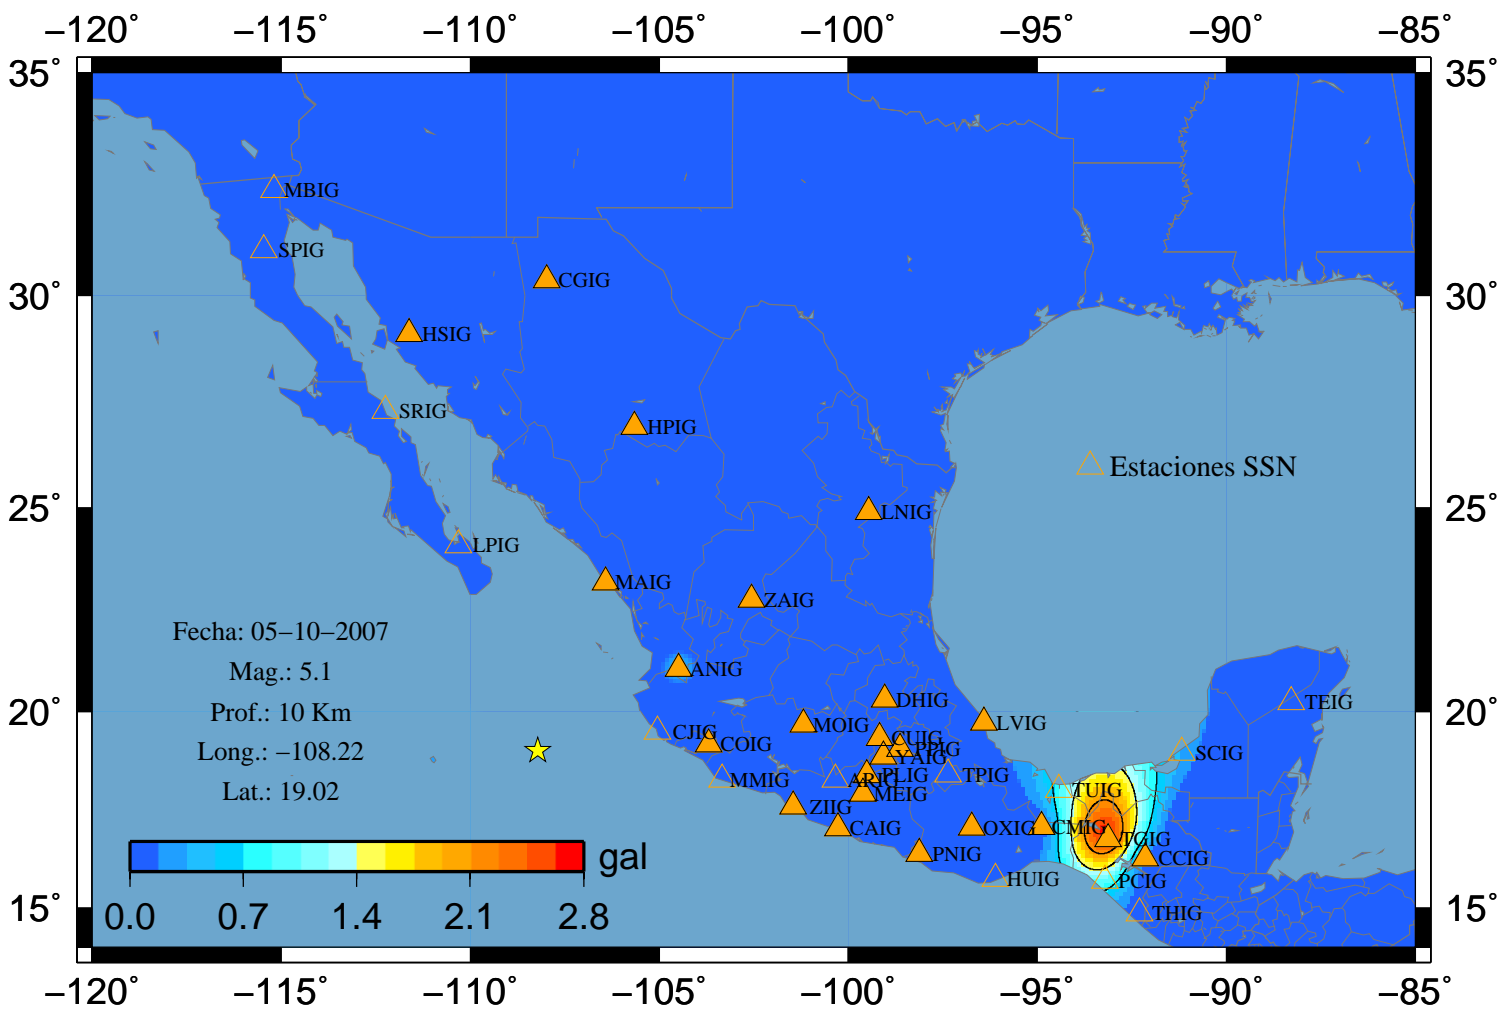 −120˚ −115˚ −110˚ −105˚ −100˚ −95˚ −90˚ −85˚
35˚ 35˚
MBIG
SPIG
CGIG
30˚ 30˚
HSIG
SRIG
HPIG
Estaciones SSN
25˚ 25˚
LNIG
LPIG
MAIG
ZAIG
Fecha: 05−10−2007
ANIG
Mag.: 5.1
DHIG
TEIG
Prof.: 10 Km
20˚ 20˚
MOIG
LVIG
CJIG
CUIG
COIG
PPIG
Long.: −108.22
SCIG
YAIG
PLIG
TPIG
MMIG
ARIG
Lat.: 19.02
TUIG
MEIG
ZIIG
CAIG
OXIG
CMIG
TGIG
PNIG
gal
CCIG
HUIG
PCIG
15˚ 15˚
THIG
0.0 0.7 1.4 2.1 2.8
−120˚ −115˚ −110˚ −105˚ −100˚ −95˚ −90˚ −85˚